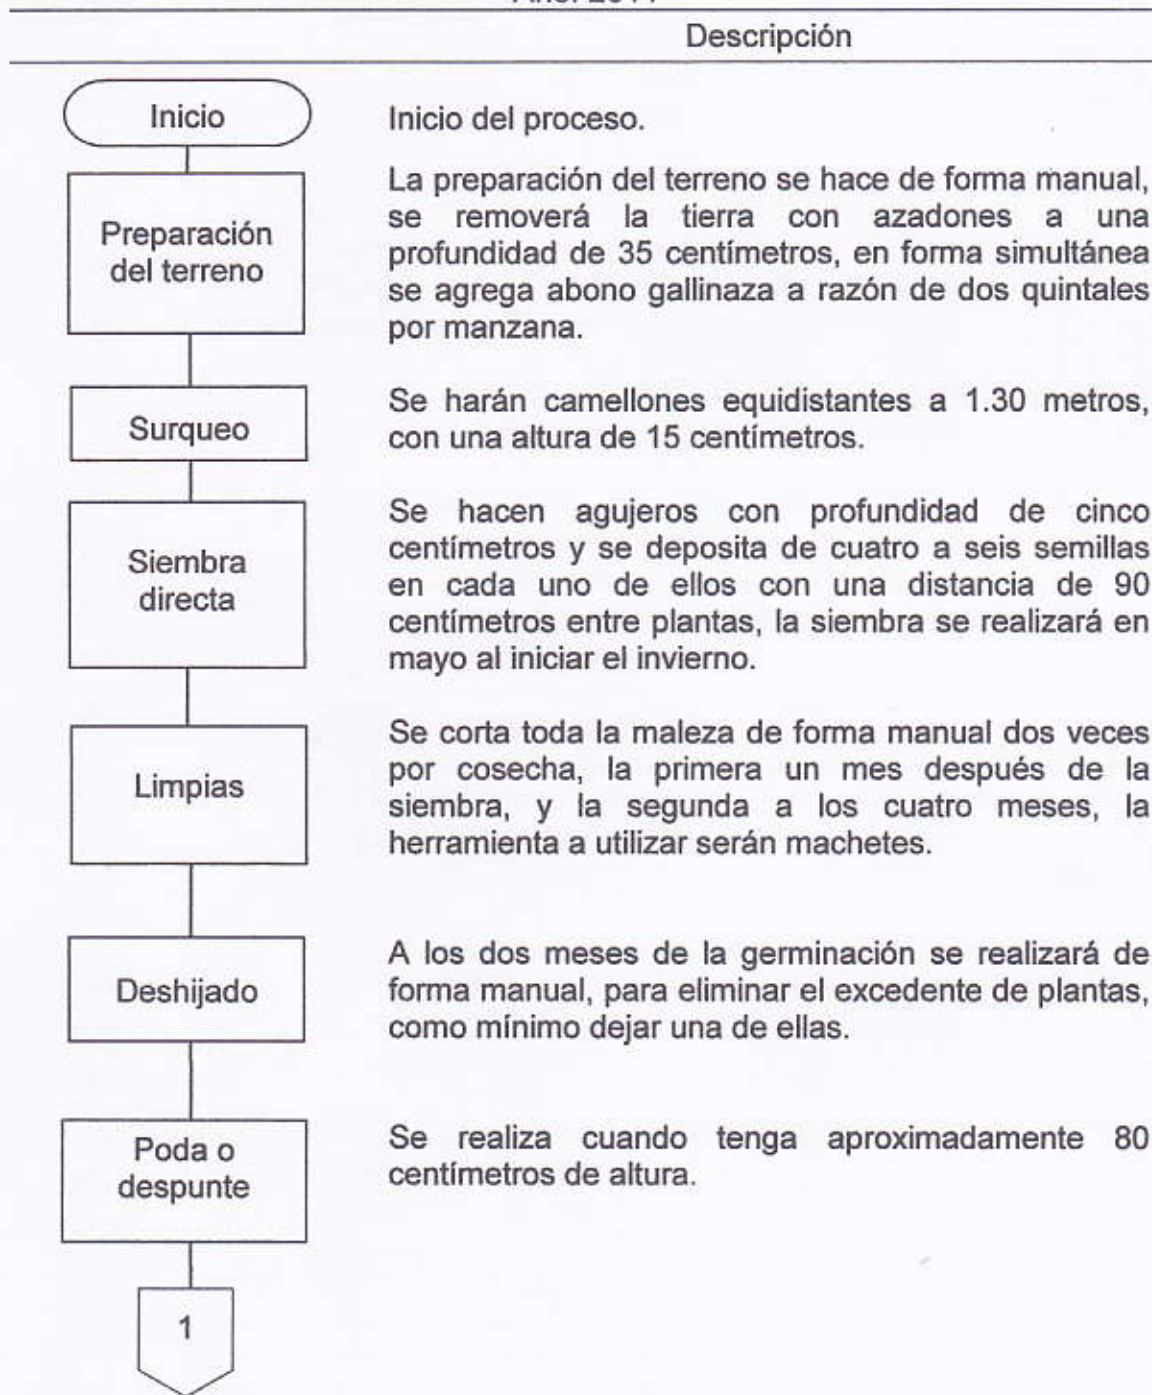 Descripción
Inicio
Inicio del proceso.
Preparación
del terreno
La preparación del terreno se hace de forma manual,
se removerá la tierra con azadones a una
profundidad de 35 centímetros, en forma simultánea
se agrega abono gallinaza a razón de dos quintales
por manzana.
Surqueo
Se harán camellones equidistantes a 1.30 metros,
con una altura de 15 centímetros.
Siembra
directa
Se hacen agujeros con profundidad de cinco
centímetros y se deposita de cuatro a seis semillas
en cada uno de ellos con una distancia de 90
centímetros entre plantas, la siembra se realizará en
mayo al iniciar el invierno.
Limpias
Se corta toda la maleza de forma manual dos veces
por cosecha, la primera un mes después de la
siembra, y la segunda a los cuatro meses, la
herramienta a utilizar serán machetes.
Deshijado
A los dos meses de la germinación se realizará de
forma manual, para eliminar el excedente de plantas,
como mínimo dejar una de ellas.
Poda o
despunte
Se realiza cuando tenga aproximadamente 80
centímetros de altura.
1